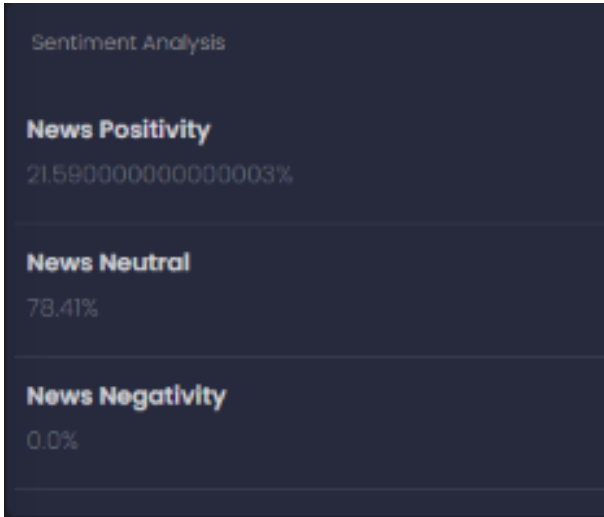 Sentiment Analysis
News Positivity
21.590000000000003%
News Neutral
78.41%
News Negativity
0.0%